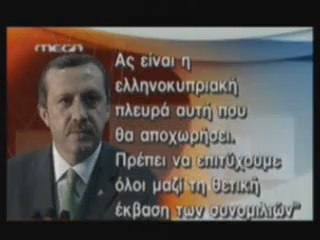 MEGA
Ας είναι η
ελληνοκυπριακή
πλευρά αυτή που
θα αποχωρήσει.
Πρέπει να επιτύχουμε
όλοι μαζί τη θετική
έκβαση των συνομιλιών"